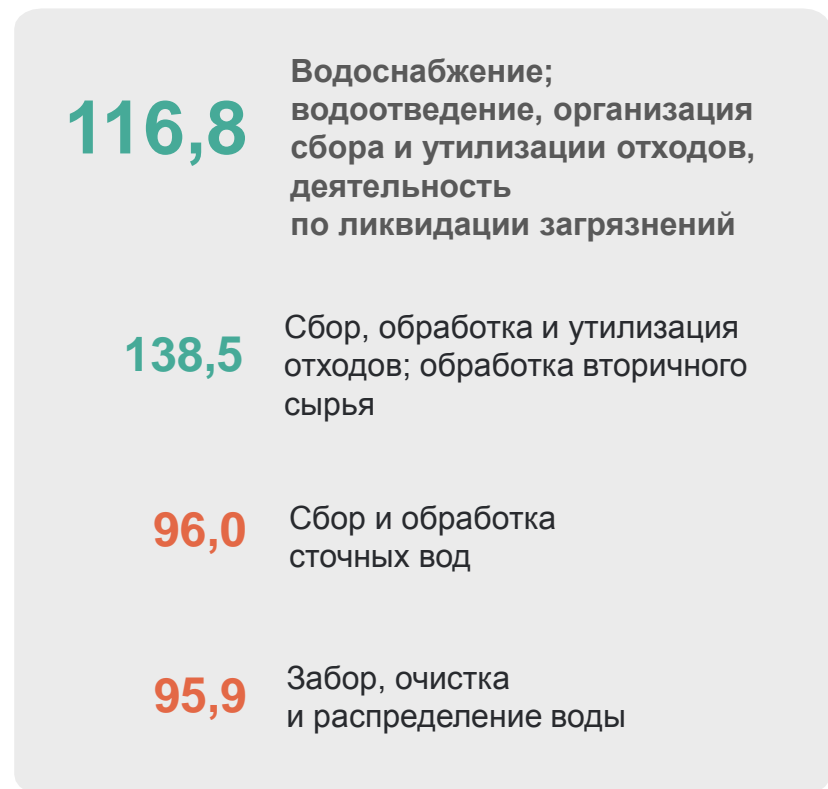 116,8
Водоснабжение;
водоотведение, организация
сбора и утилизации отходов,
деятельность
по ликвидации загрязнений
138,5
Сбор, обработка и утилизация
отходов; обработка вторичного
сырья
96,0
Сбор и обработка
сточных вод
95,9
Забор, очистка
и распределение воды